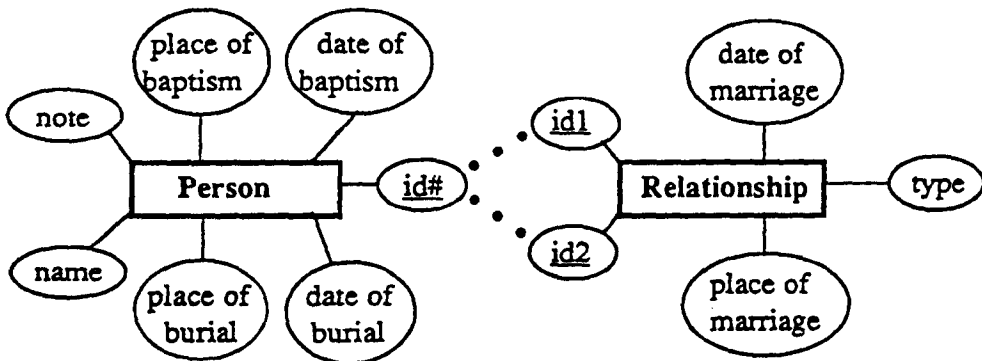 place of
baptism
date of
baptism
note
Person
id#
name
place of
burial
date of
burial
date of
marriage
id1
Relationship
type
id2
place of
marriage